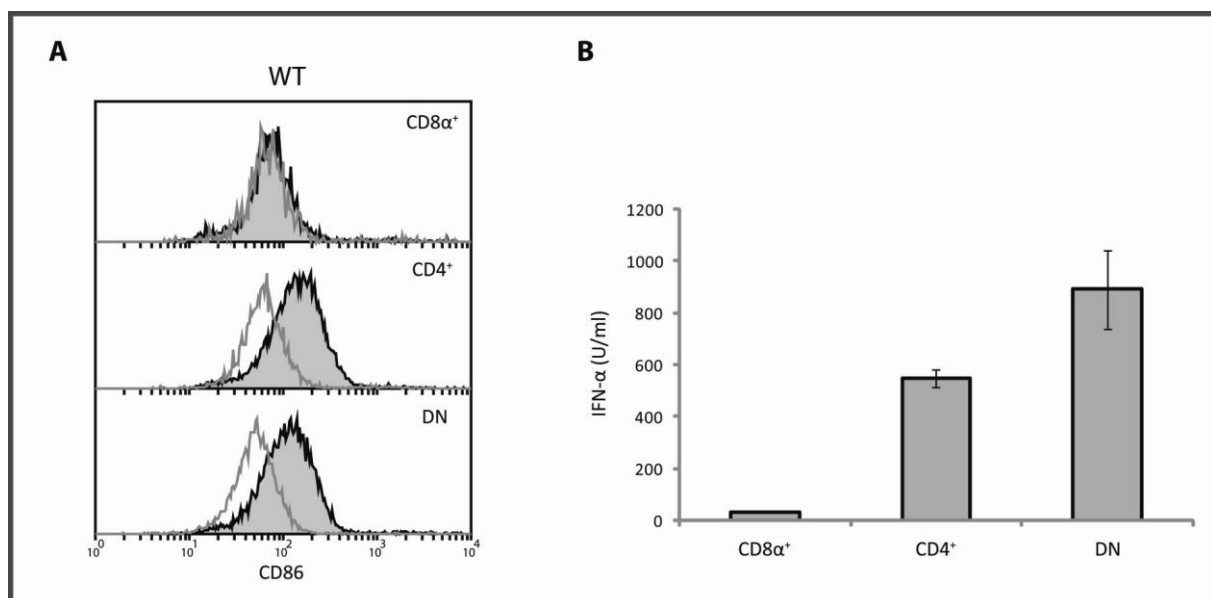 A
WT
CD8α⁺
CD4⁺
DN
10⁰ 10¹ 10² 10³ 10⁴
CD86
B
IFN-α (U/ml)
1200
1000
800
600
400
200
0
CD8α⁺ CD4⁺ DN